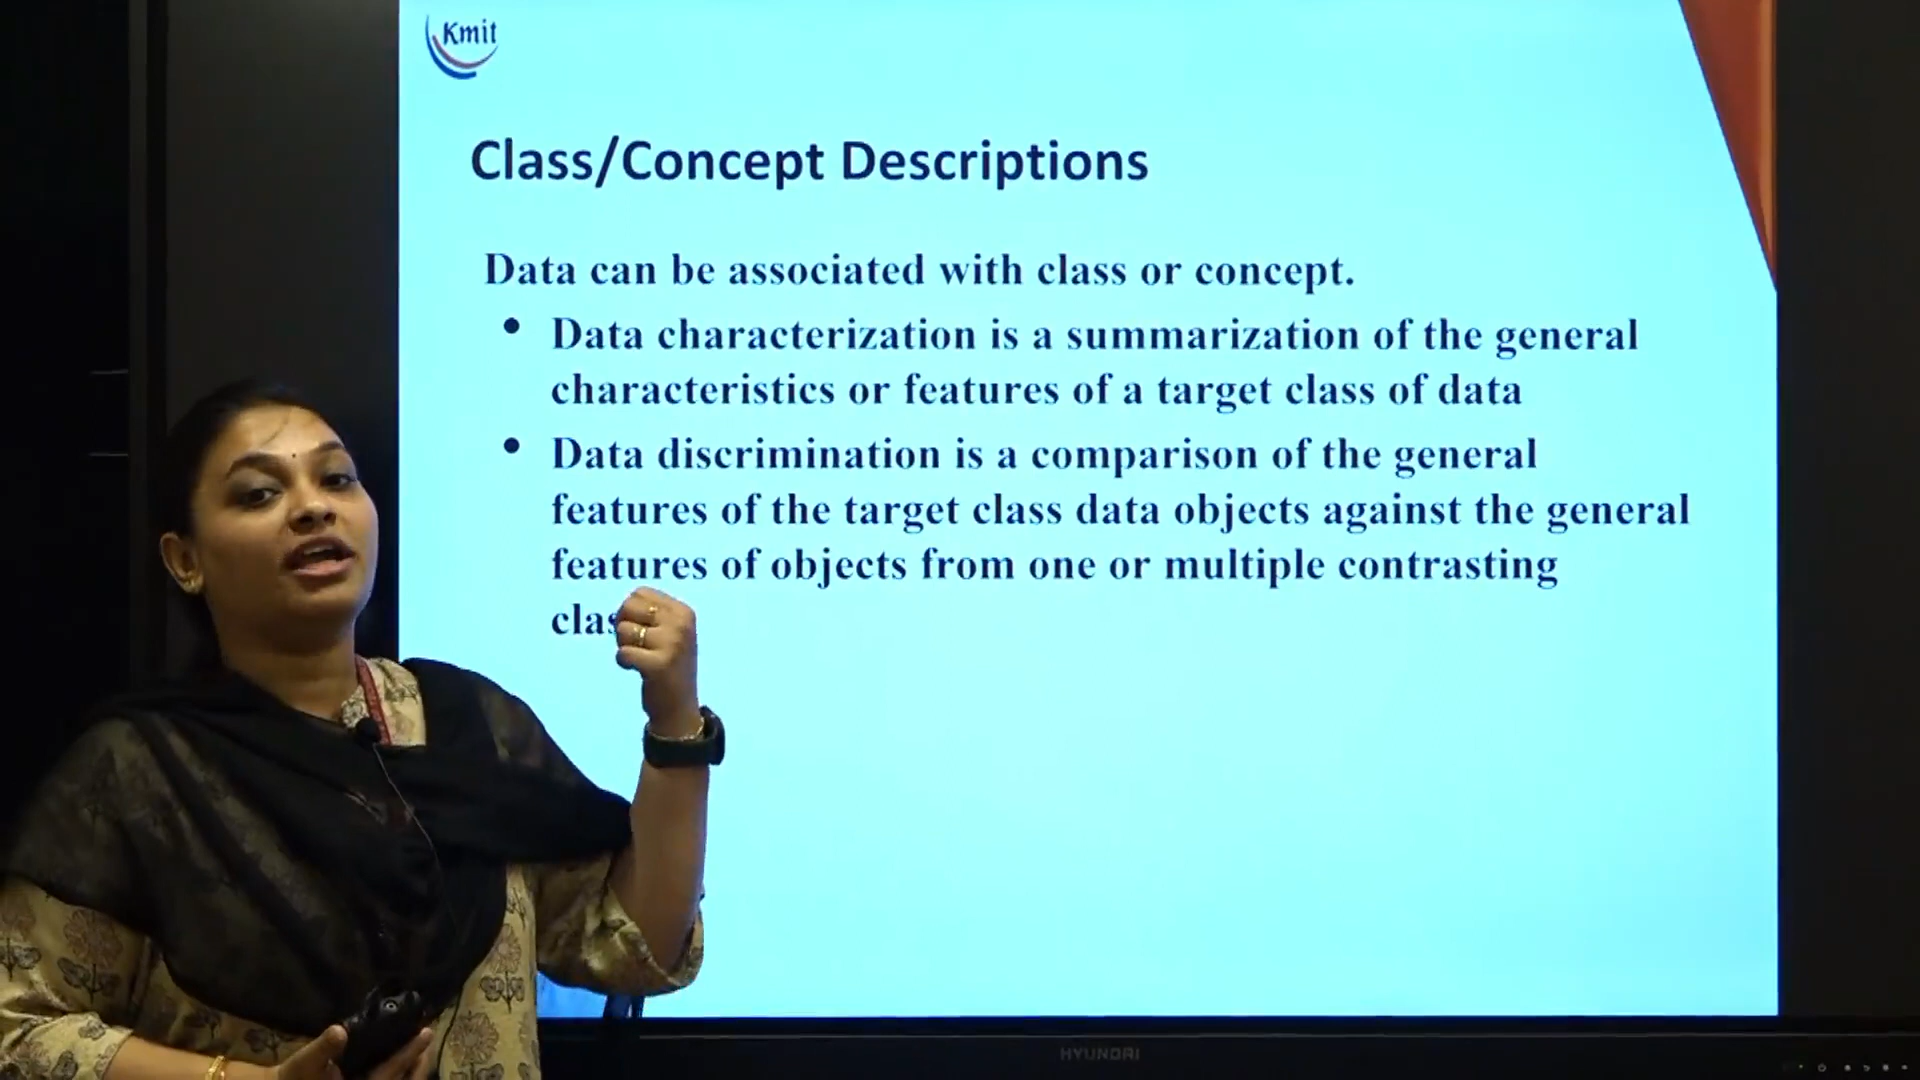 Kmit
Class/Concept Descriptions
Data can be associated with class or concept.
• Data characterization is a summarization of the general
characteristics or features of a target class of data
• Data discrimination is a comparison of the general
features of the target class data objects against the general
features of objects from one or multiple contrasting
HYUNDAI